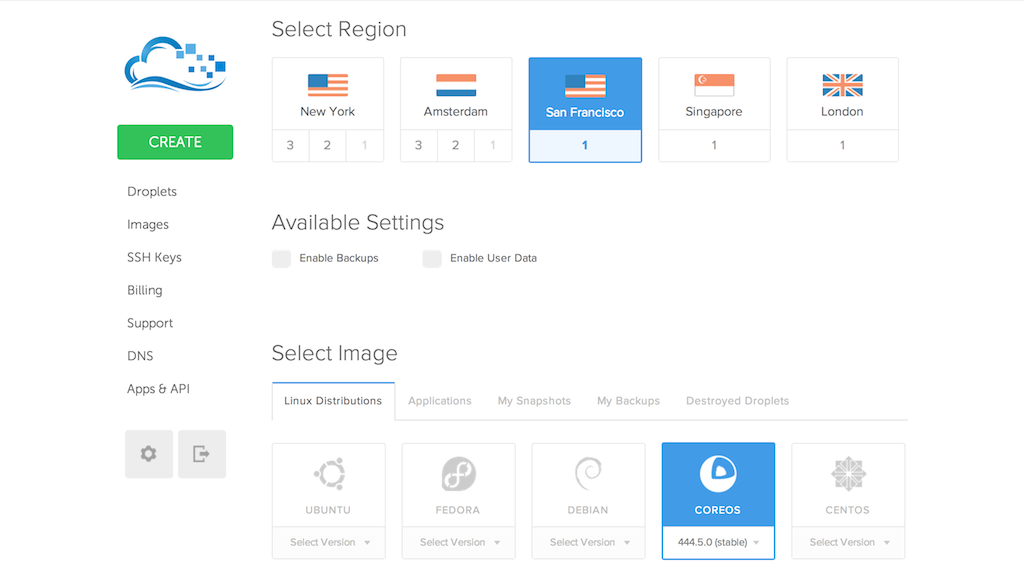 Select Region
New York
Amsterdam
San Francisco
Singapore
London
3 2 1
3 2 1
1
1
1
CREATE
Droplets
Images
SSH Keys
Billing
Support
DNS
Apps & API
Available Settings
Enable Backups
Enable User Data
Select Image
Linux Distributions
Applications
My Snapshots
My Backups
Destroyed Droplets
UBUNTU
FEDORA
DEBIAN
COREOS
CENTOS
Select Version
Select Version
Select Version
444.5.0 (stable)
Select Version